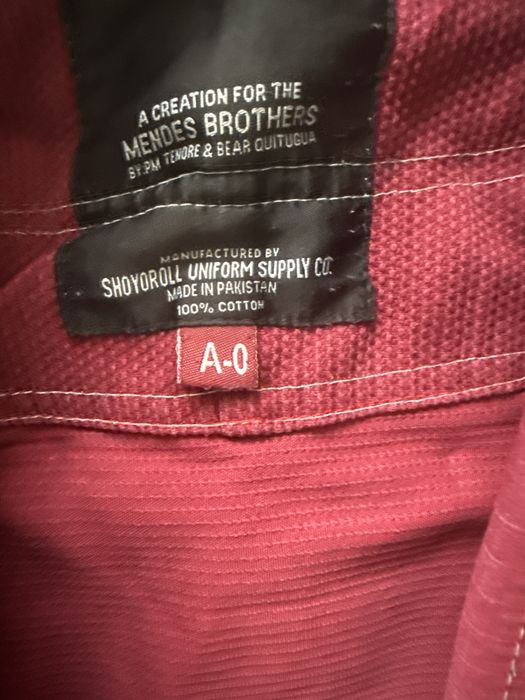 A CREATION FOR THE
MENDES BROTHERS
BY PM TENORE & BEAR QUITUGUA
MANUFACTURED BY
SHOYOROLL UNIFORM SUPPLY CO.
MADE IN PAKISTAN
100% COTTON
A-0